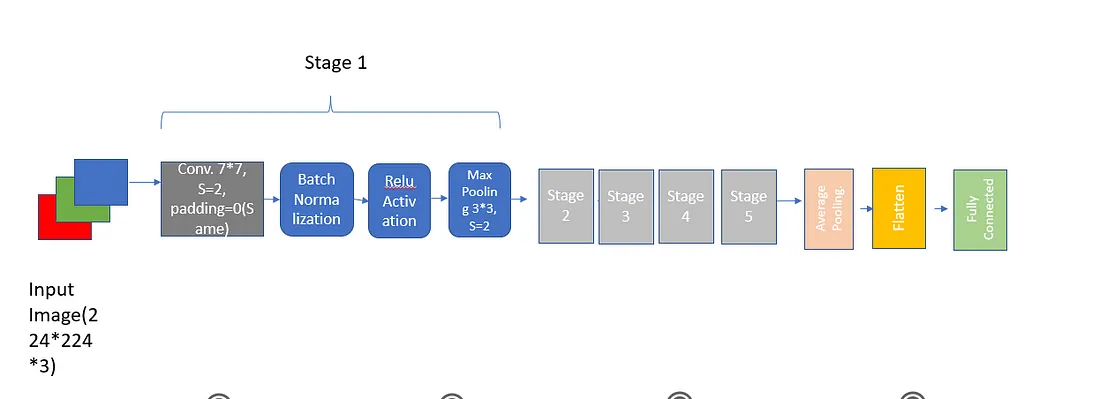 Stage 1
Conv. 7*7,
S=2,
padding=0(S
ame)
Batch
Norma
lization
Relu
Activ
ation
Max
Poolin
g 3*3,
S=2
Stage
2
Stage
3
Stage
4
Stage
5
Average
Pooling.
Flatten
Fully
Connected
Input
Image(2
24*224
*3)